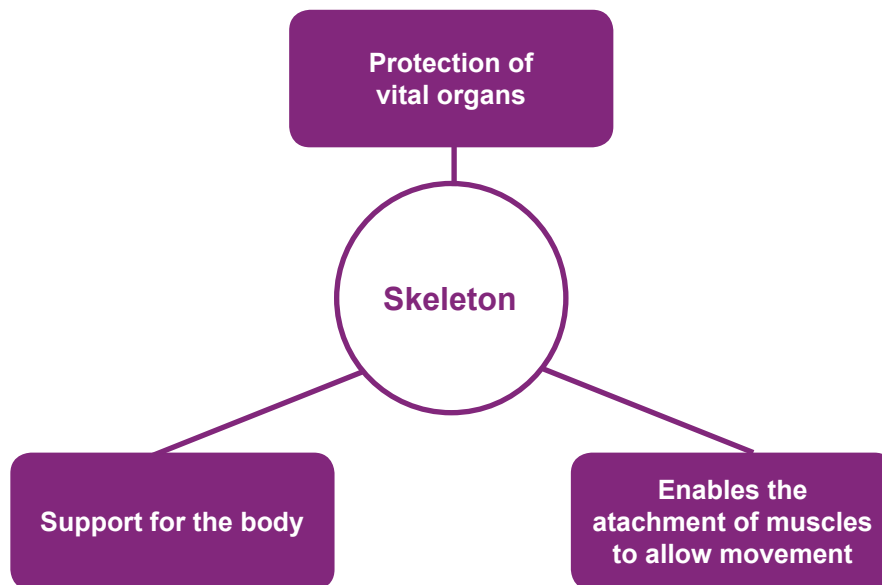 Protection of
vital organs
Skeleton
Support for the body
Enables the
atachment of muscles
to allow movement